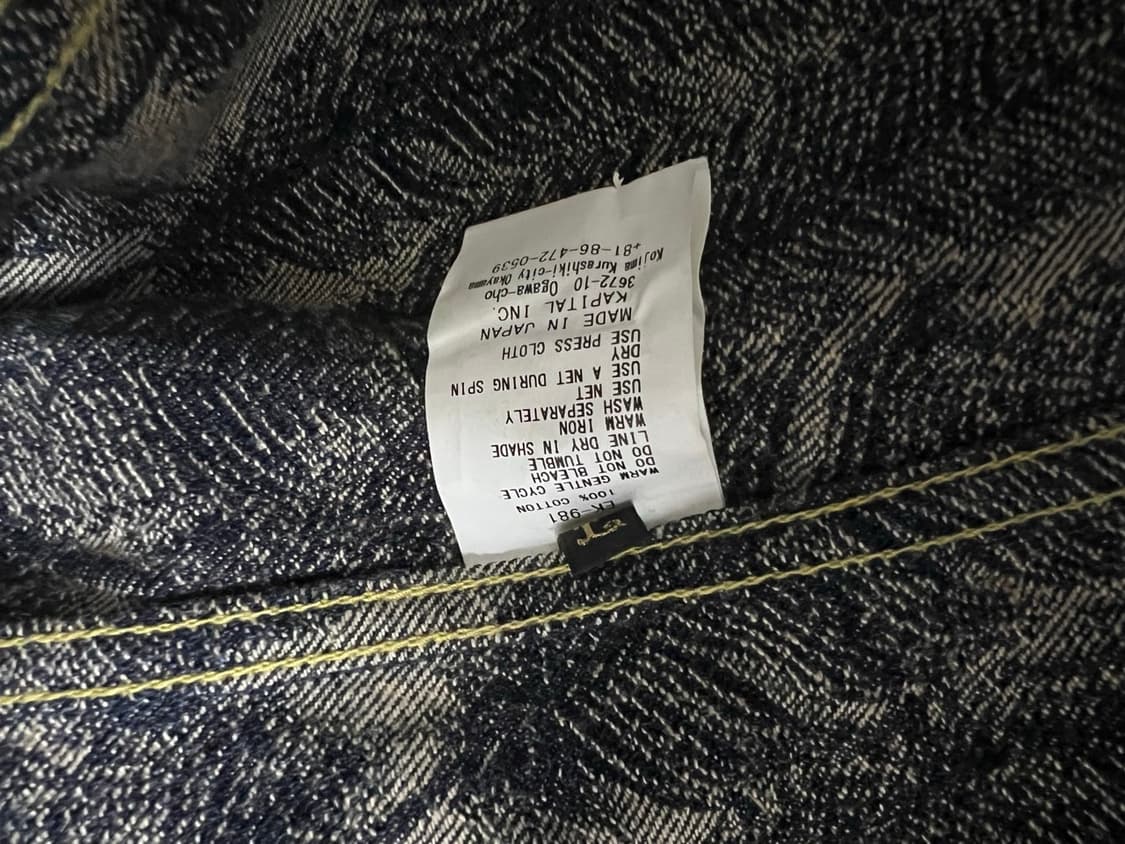 EK-981
100% COTTON
WARM GENTLE CYCLE
DO NOT BLEACH
DO NOT TUMBLE
LINE DRY IN SHADE
WARM IRON
WASH SEPARATELY
USE NET
USE A NET DURING SPIN
DRY
USE PRESS CLOTH
MADE IN JAPAN
KAPITAL INC.
3672-10 Ogawa-cho
Kojima Kurashiki-city Okayama
+81-86-472-0539